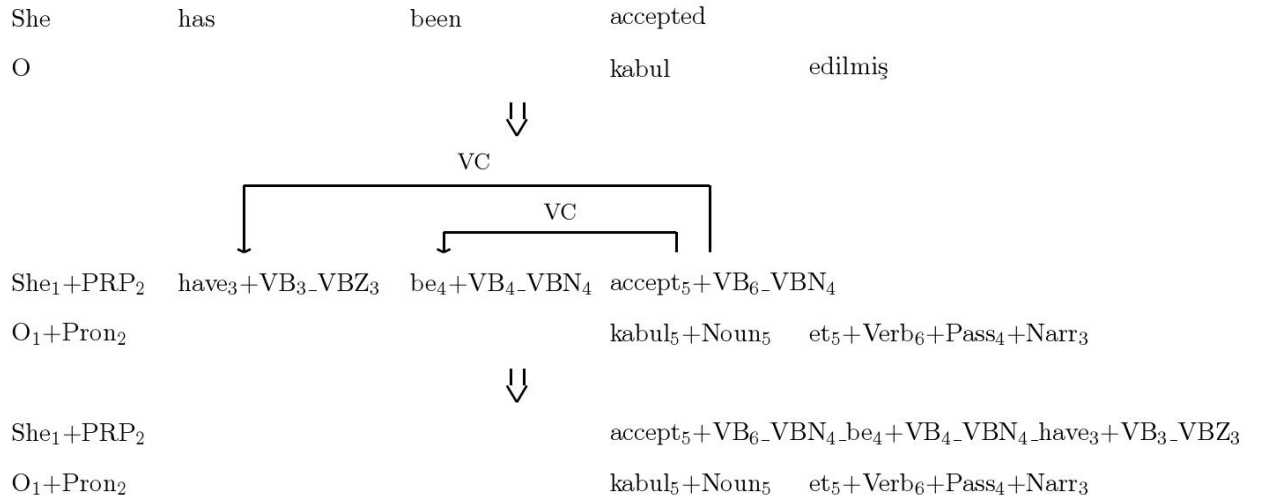 She has been accepted
O kabul edilmiş
VC
VC
She₁+PRP₂ have₃+VB₃_VBZ₃ be₄+VB₄_VBN₄ accept₅+VB₆_VBN₄
O₁+Pron₂ kabul₅+Noun₅ et₅+Verb₆+Pass₄+Narr₃
She₁+PRP₂ accept₅+VB₆_VBN₄_be₄+VB₄_VBN₄_have₃+VB₃_VBZ₃
O₁+Pron₂ kabul₅+Noun₅ et₅+Verb₆+Pass₄+Narr₃